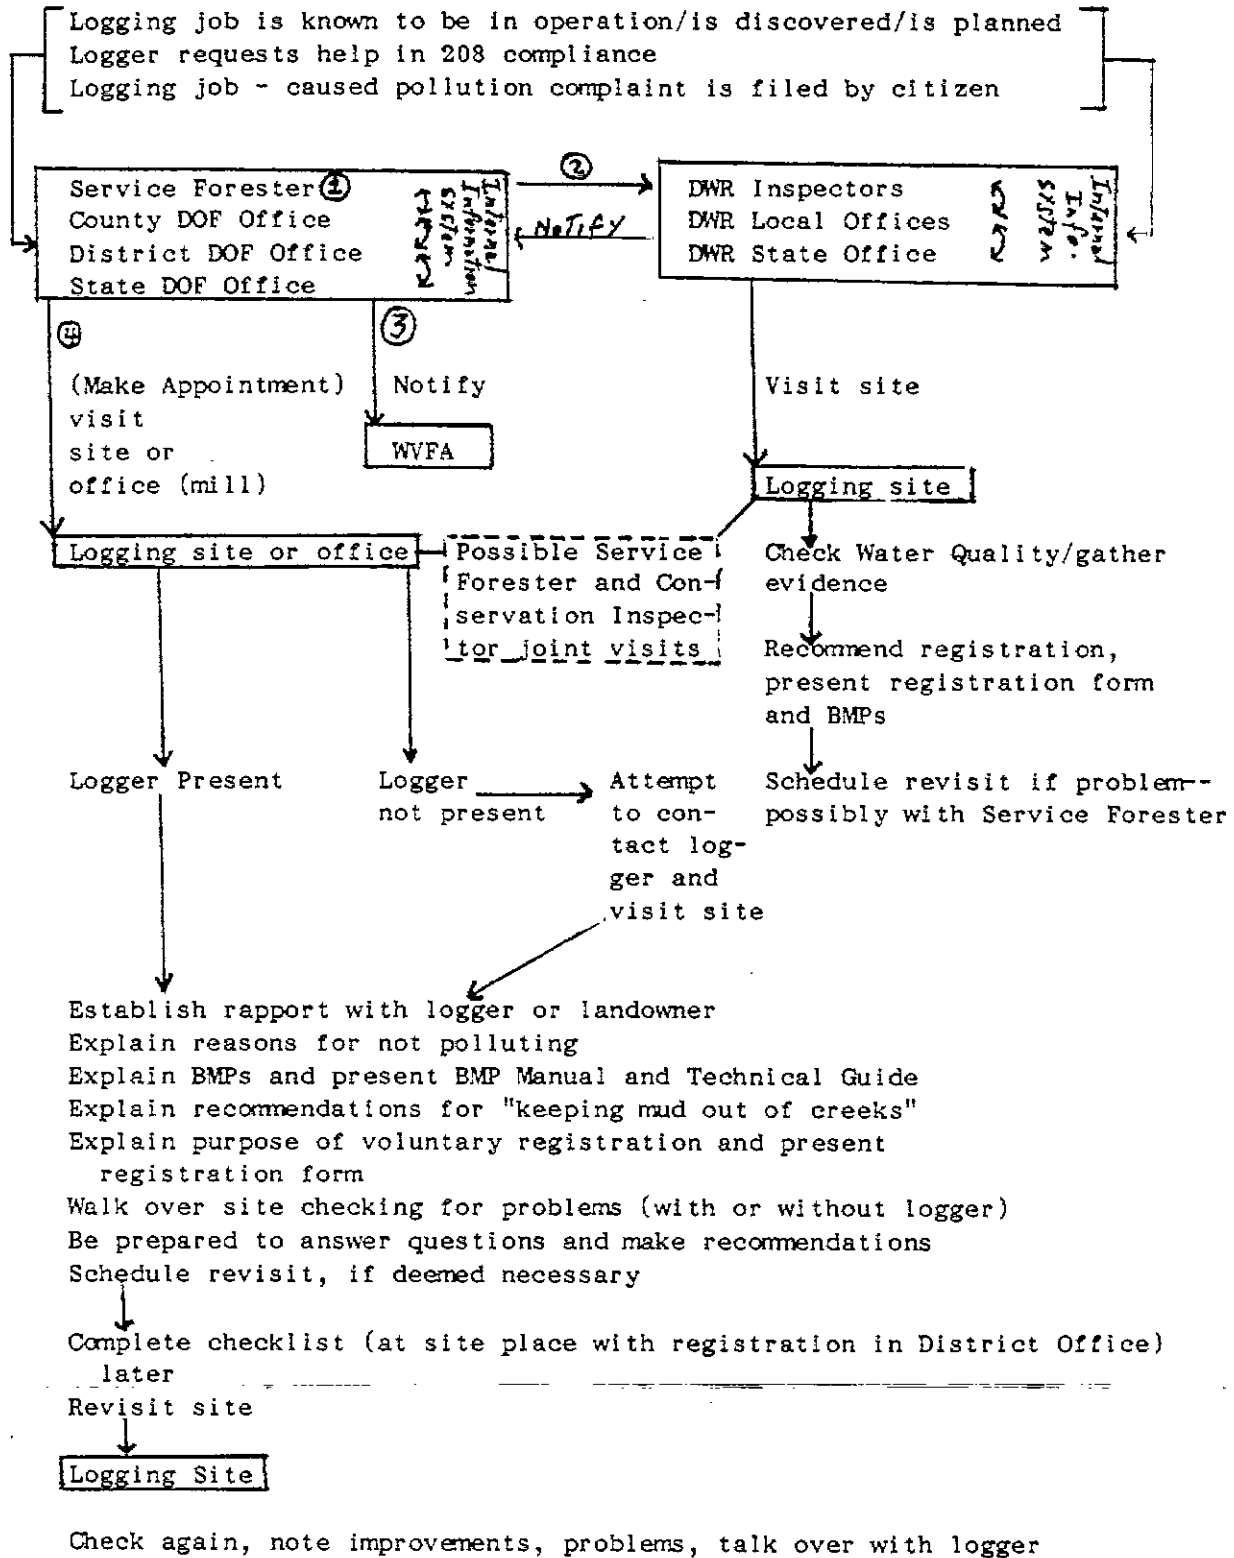 Logging job is known to be in operation/is discovered/is planned
Logger requests help in 208 compliance
Logging job - caused pollution complaint is filed by citizen
Service Forester ①
County DOF Office
District DOF Office
State DOF Office
Internal
Information
System
②
NOTIFY
DWR Inspectors
DWR Local Offices
DWR State Office
Internal
Info.
System
④
③
(Make Appointment)
visit
site or
office (mill)
Notify
WVFA
Visit site
Logging site
Logging site or office
Possible Service
Forester and Con-
servation Inspec-
tor joint visits
Check Water Quality/gather
evidence
Recommend registration,
present registration form
and BMPs
Logger Present
Logger
not present
Attempt
to con-
tact log-
ger and
visit site
Schedule revisit if problem--
possibly with Service Forester
Establish rapport with logger or landowner
Explain reasons for not polluting
Explain BMPs and present BMP Manual and Technical Guide
Explain recommendations for "keeping mud out of creeks"
Explain purpose of voluntary registration and present
registration form
Walk over site checking for problems (with or without logger)
Be prepared to answer questions and make recommendations
Schedule revisit, if deemed necessary
Complete checklist (at site place with registration in District Office)
later
Revisit site
Logging Site
Check again, note improvements, problems, talk over with logger